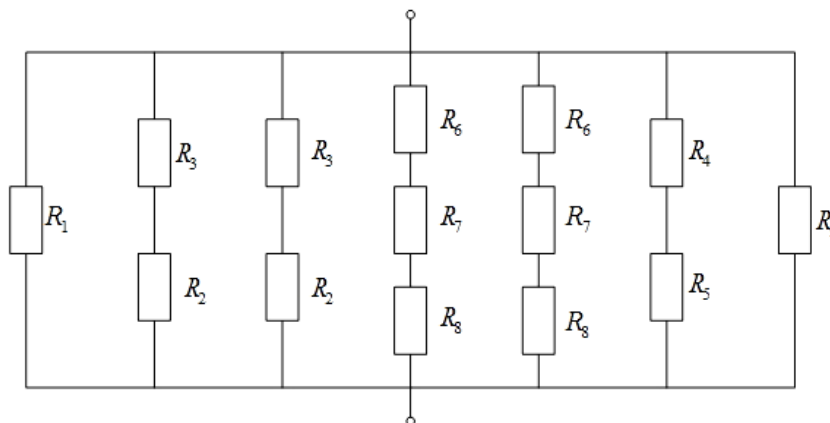 R₆ R₆
R₃ R₃ R₄
R₁ R₇ R₇ R
R₂ R₂ R₅
R₈ R₈